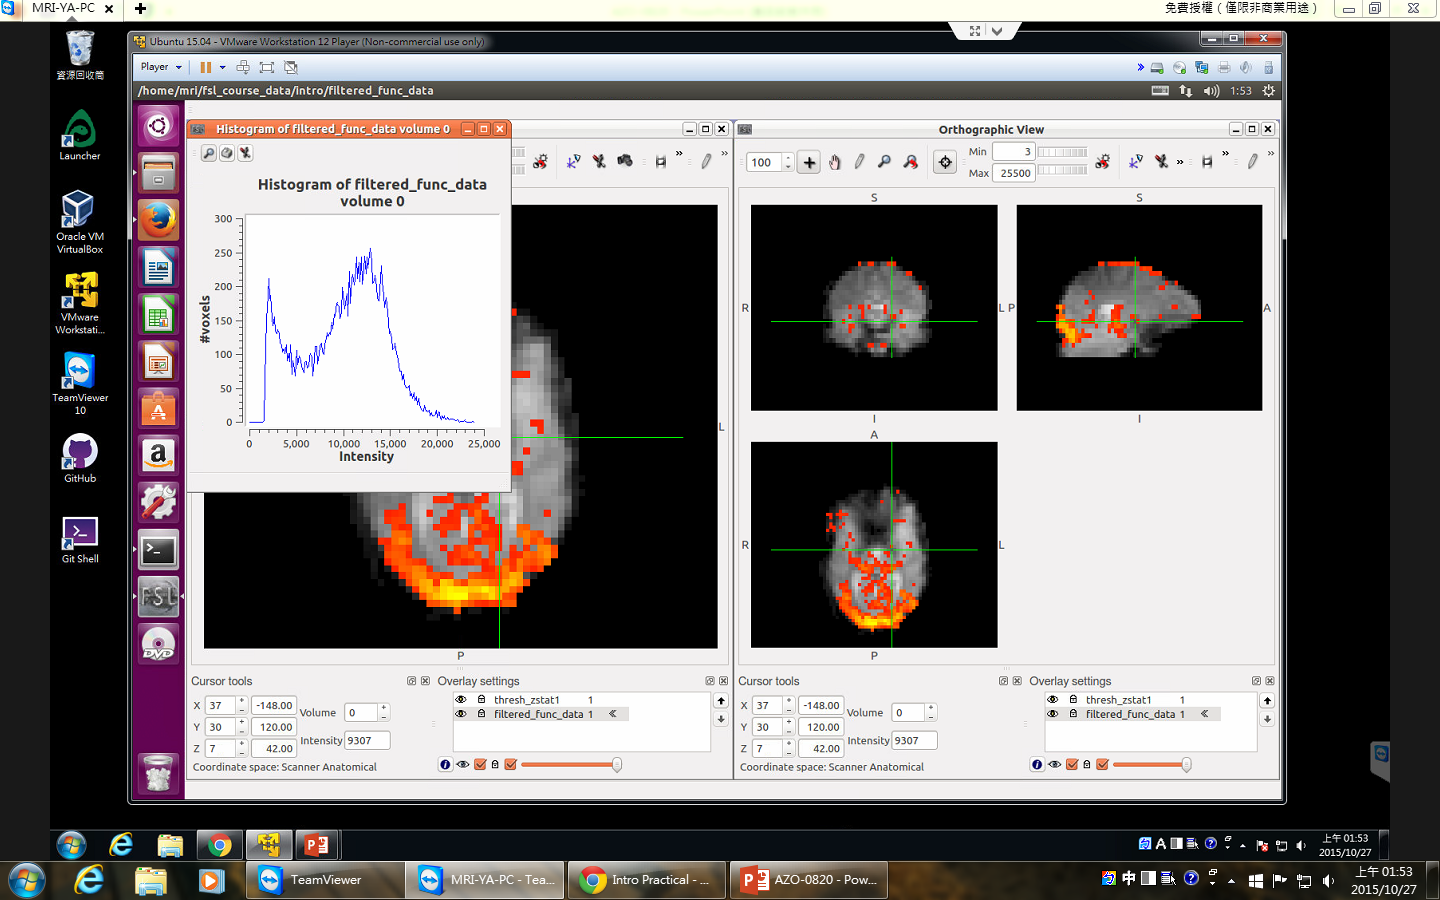 MRI-YA-PC
免費授權（僅限非商業用途）
資源回收筒
Launcher
Oracle VM
VirtualBox
VMware
Workstati...
TeamViewer
10
GitHub
Git Shell
Ubuntu 15.04 - VMware Workstation 12 Player (Non-commercial use only)
Player
/home/mri/fsl_course_data/intro/filtered_func_data
1:53
Histogram of filtered_func_data volume 0
Histogram of filtered_func_data
volume 0
300
250
200
150
100
50
0
#voxels
0
5,000
10,000
15,000
20,000
25,000
Intensity
L
P
Orthographic View
100
Min
3
Max
25500
S
S
R
L
P
A
I
I
A
R
L
P
Cursor tools
X
37
-148.00
Volume
0
Y
30
120.00
Z
7
42.00
Intensity
9307
Coordinate space: Scanner Anatomical
Overlay settings
thresh_zstat1 1
filtered_func_data 1
Cursor tools
X
37
-148.00
Volume
0
Y
30
120.00
Z
7
42.00
Intensity
9307
Coordinate space: Scanner Anatomical
Overlay settings
thresh_zstat1 1
filtered_func_data 1
FSL
DVD
A
上午 01:53
2015/10/27
TeamViewer
MRI-YA-PC - Tea...
Intro Practical - ...
AZO-0820 - Pow...
中
上午 01:53
2015/10/27